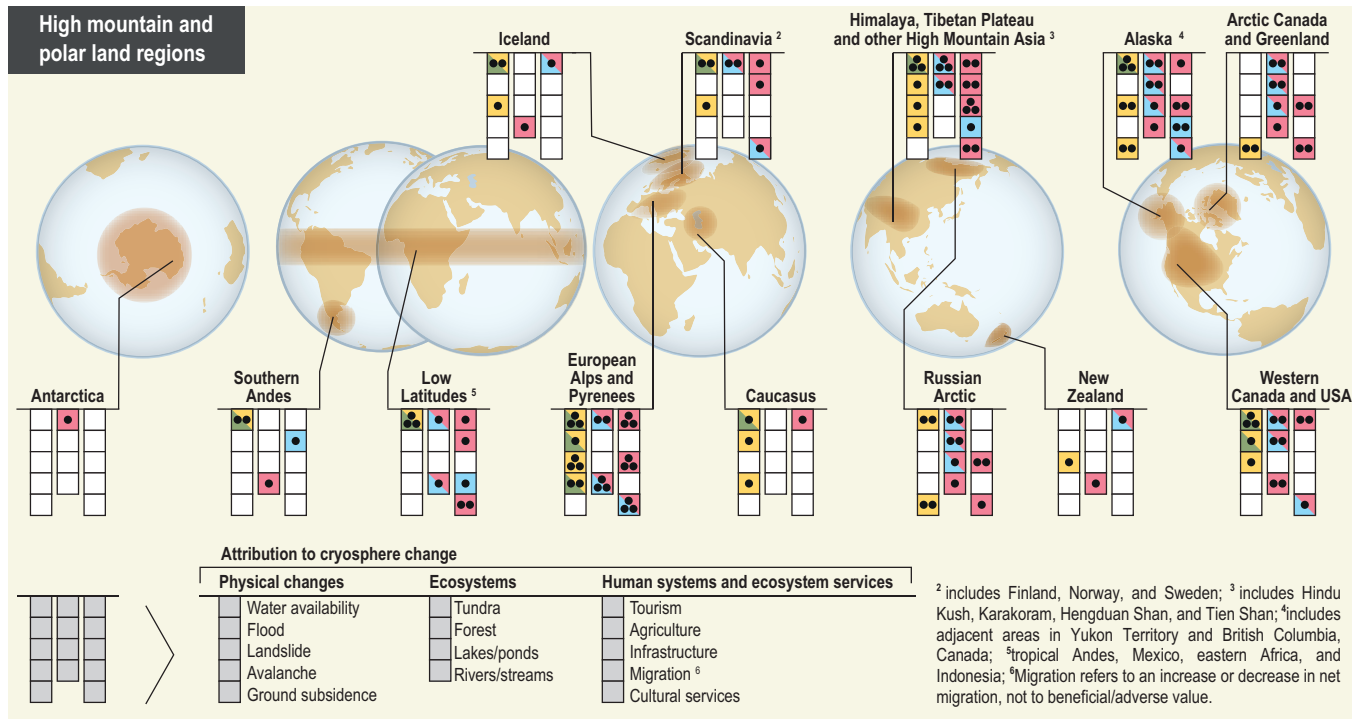 High mountain and
polar land regions
Iceland
Scandinavia 2
Himalaya, Tibetan Plateau
and other High Mountain Asia 3
Alaska 4
Arctic Canada
and Greenland
Antarctica
Southern
Andes
Low
Latitudes 5
European
Alps and
Pyrenees
Caucasus
Russian
Arctic
New
Zealand
Western
Canada and USA
Attribution to cryosphere change
Physical changes
Water availability
Flood
Landslide
Avalanche
Ground subsidence
Ecosystems
Tundra
Forest
Lakes/ponds
Rivers/streams
Human systems and ecosystem services
Tourism
Agriculture
Infrastructure
Migration 6
Cultural services
2 includes Finland, Norway, and Sweden; 3 includes Hindu
Kush, Karakoram, Hengduan Shan, and Tien Shan; 4includes
adjacent areas in Yukon Territory and British Columbia,
Canada; 5tropical Andes, Mexico, eastern Africa, and
Indonesia; 6Migration refers to an increase or decrease in net
migration, not to beneficial/adverse value.